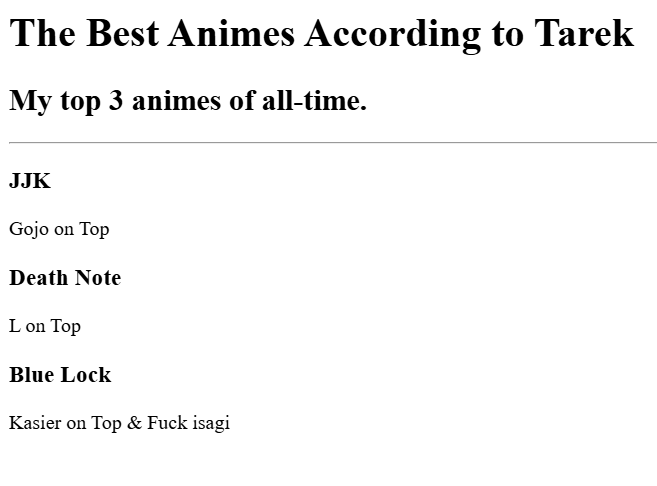 The Best Animes According to Tarek
My top 3 animes of all-time.
JJK
Gojo on Top
Death Note
L on Top
Blue Lock
Kasier on Top & Fuck isagi